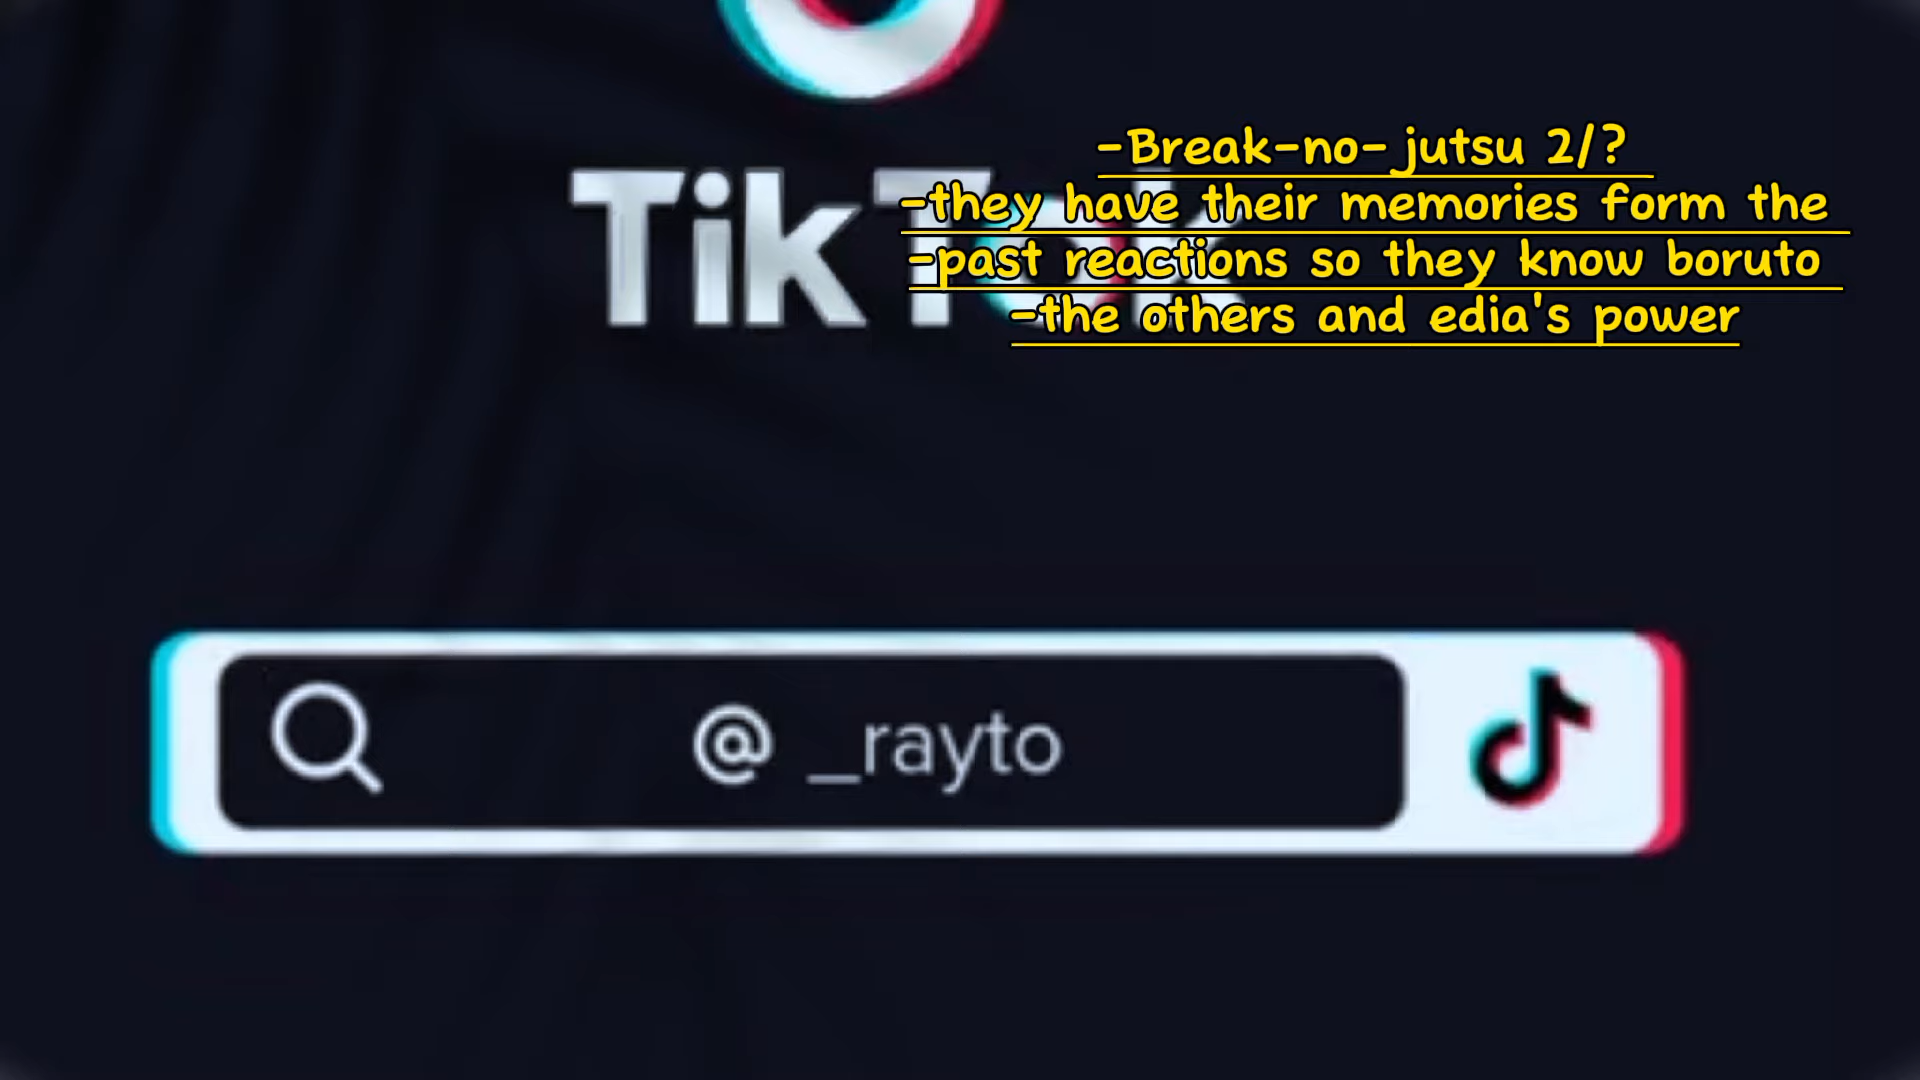 -Break-no-jutsu 2/?
TikTok
-they have their memories form the
-past reactions so they know boruto
-the others and edia's power
@ _rayto